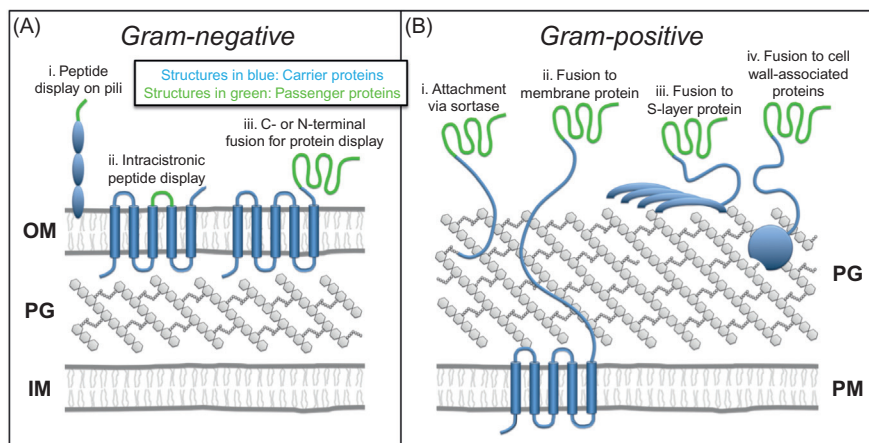 (A)
Gram-negative
i. Peptide
display on pili
Structures in blue: Carrier proteins
Structures in green: Passenger proteins
ii. Intracistronic
peptide display
iii. C- or N-terminal
fusion for protein display
OM
PG
IM
(B)
Gram-positive
i. Attachment
via sortase
ii. Fusion to
membrane protein
iii. Fusion to
S-layer protein
iv. Fusion to cell
wall-associated
proteins
PG
PM